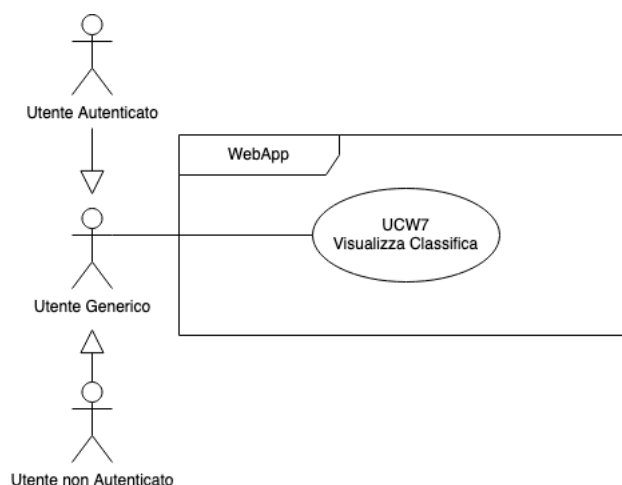 Utente Autenticato
WebApp
UCW7
Visualizza Classifica
Utente Generico
Utente non Autenticato